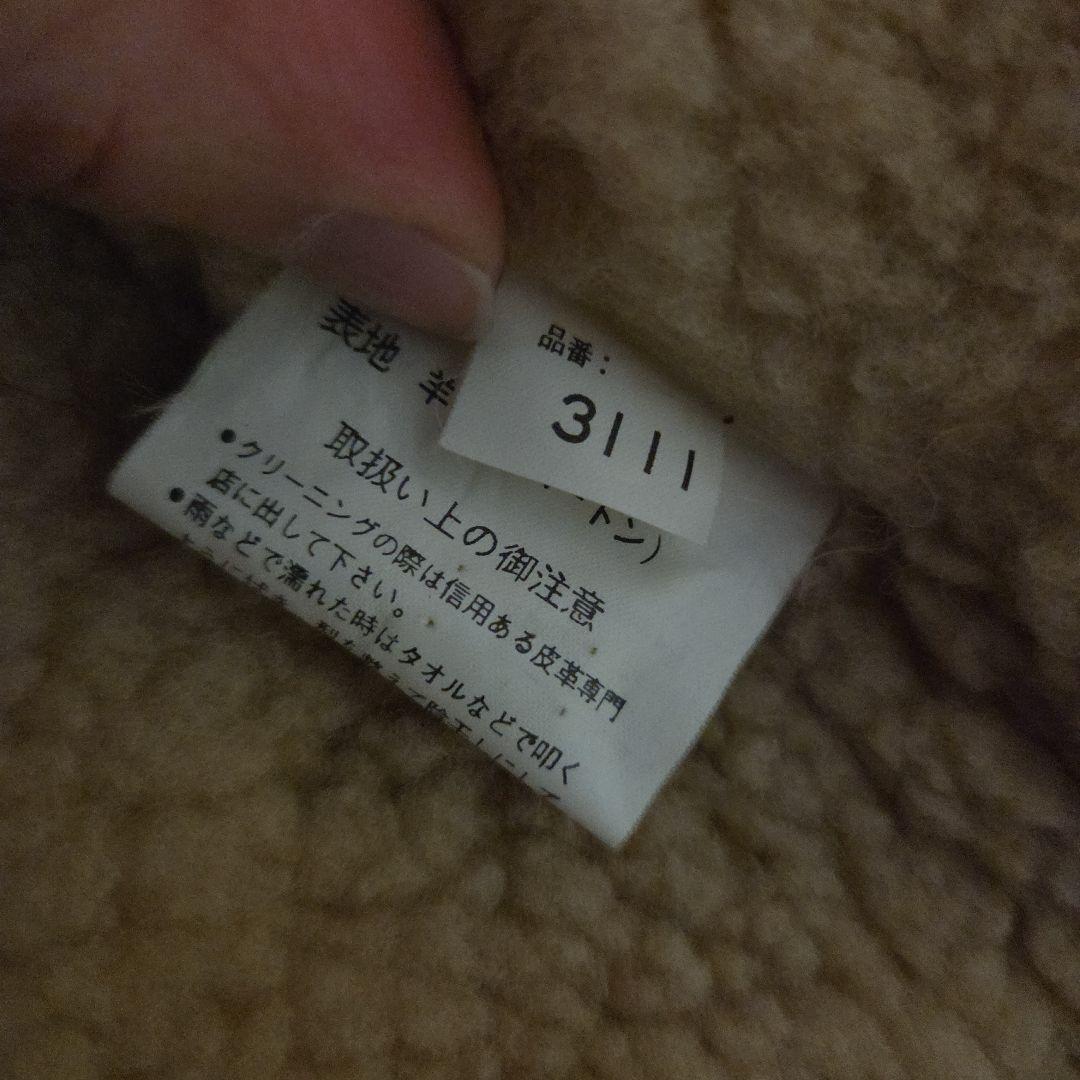 品番:
3111
表地 羊
トン)
取扱い上の御注意
●クリーニングの際は信用ある皮革専門
店に出して下さい。
●雨などで濡れた時はタオルなどで叩く